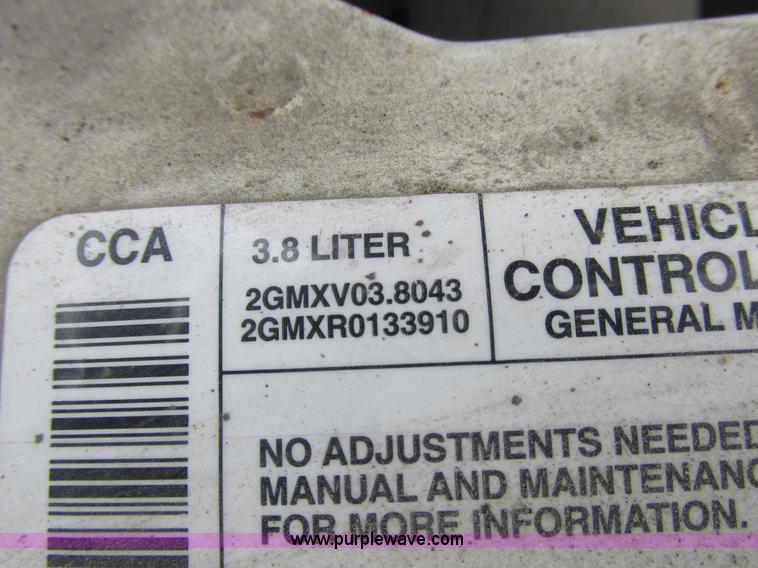 CCA
3.8 LITER
2GMXV03.8043
2GMXR0133910
VEHICL
CONTROL
GENERAL M
NO ADJUSTMENTS NEEDED
MANUAL AND MAINTENANC
FOR MORE INFORMATION.
www.purplewave.com